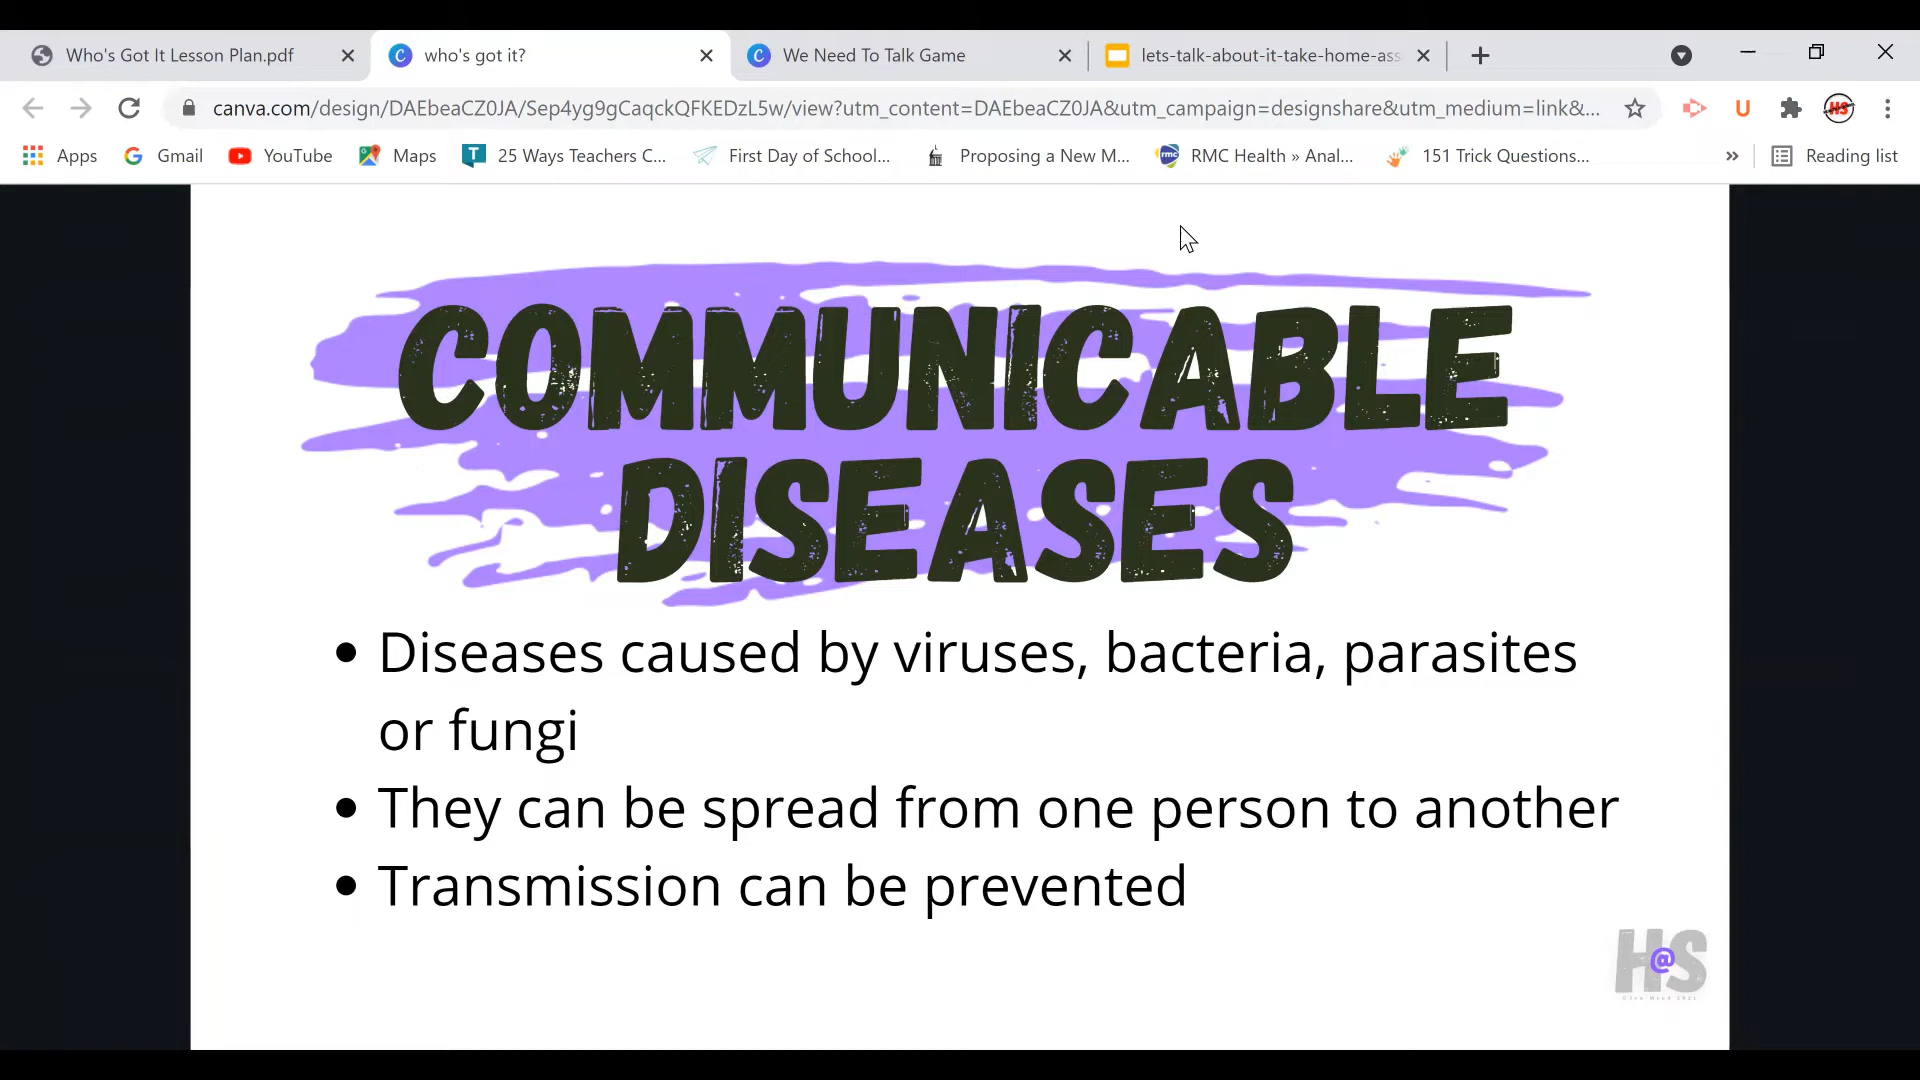 Who's Got It Lesson Plan.pdf
who's got it?
We Need To Talk Game
lets-talk-about-it-take-home-ass
canva.com/design/DAEbeaCZ0JA/Sep4yg9gCaqckQFKEDzL5w/view?utm_content=DAEbeaCZ0JA&utm_campaign=designshare&utm_medium=link&...
Apps
Gmail
YouTube
Maps
25 Ways Teachers C...
First Day of School...
Proposing a New M...
RMC Health » Anal...
151 Trick Questions...
Reading list
COMMUNICABLE
DISEASES
• Diseases caused by viruses, bacteria, parasites
or fungi
• They can be spread from one person to another
• Transmission can be prevented
H@S